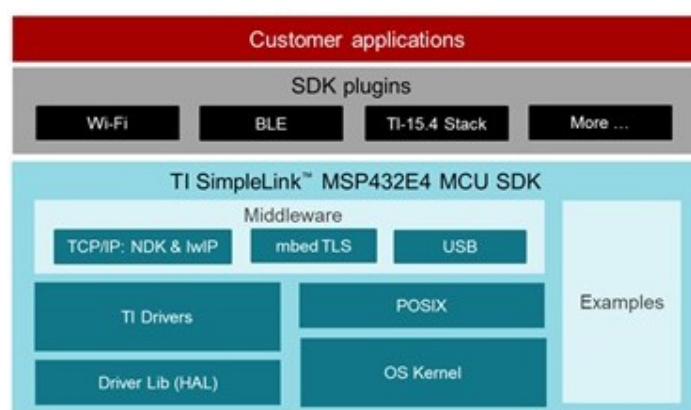 Customer applications
SDK plugins
Wi-Fi
BLE
TI-15.4 Stack
More ...
TI SimpleLink™ MSP432E4 MCU SDK
Middleware
TCP/IP: NDK & lwIP
mbed TLS
USB
Examples
TI Drivers
POSIX
Driver Lib (HAL)
OS Kernel